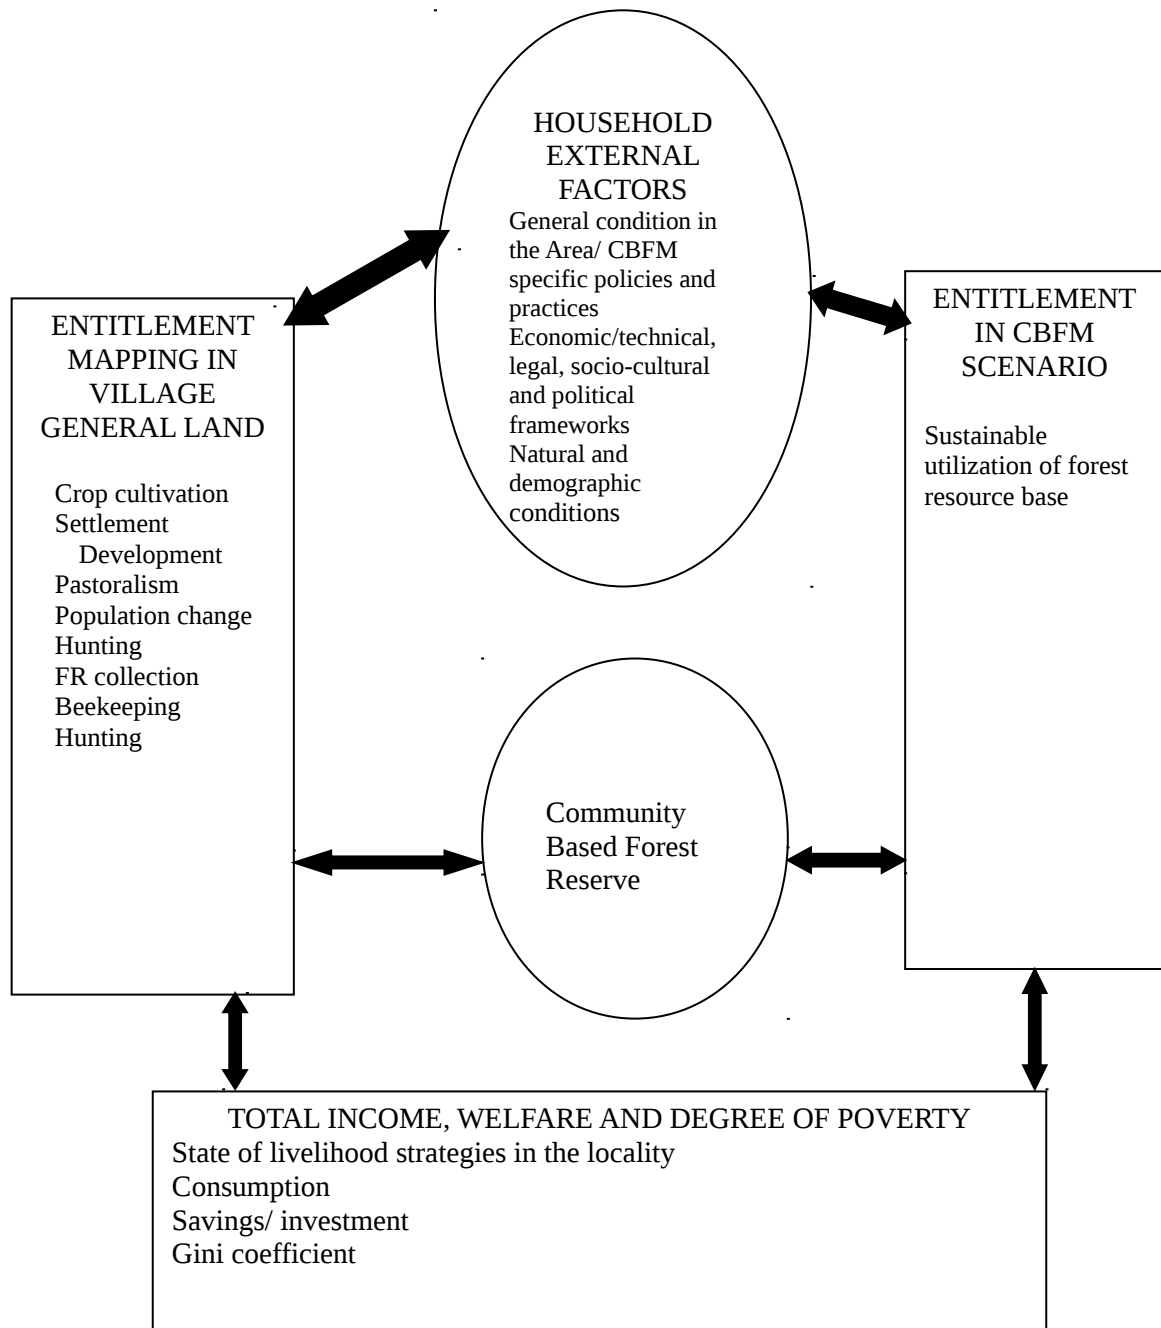 HOUSEHOLD
EXTERNAL
FACTORS
General condition in
the Area/ CBFM
specific policies and
practices
Economic/technical,
legal, socio-cultural
and political
frameworks
Natural and
demographic
conditions
ENTITLEMENT
MAPPING IN
VILLAGE
GENERAL LAND
Crop cultivation
Settlement
Development
Pastoralism
Population change
Hunting
FR collection
Beekeeping
Hunting
ENTITLEMENT
IN CBFM
SCENARIO
Sustainable
utilization of forest
resource base
Community
Based Forest
Reserve
TOTAL INCOME, WELFARE AND DEGREE OF POVERTY
State of livelihood strategies in the locality
Consumption
Savings/ investment
Gini coefficient